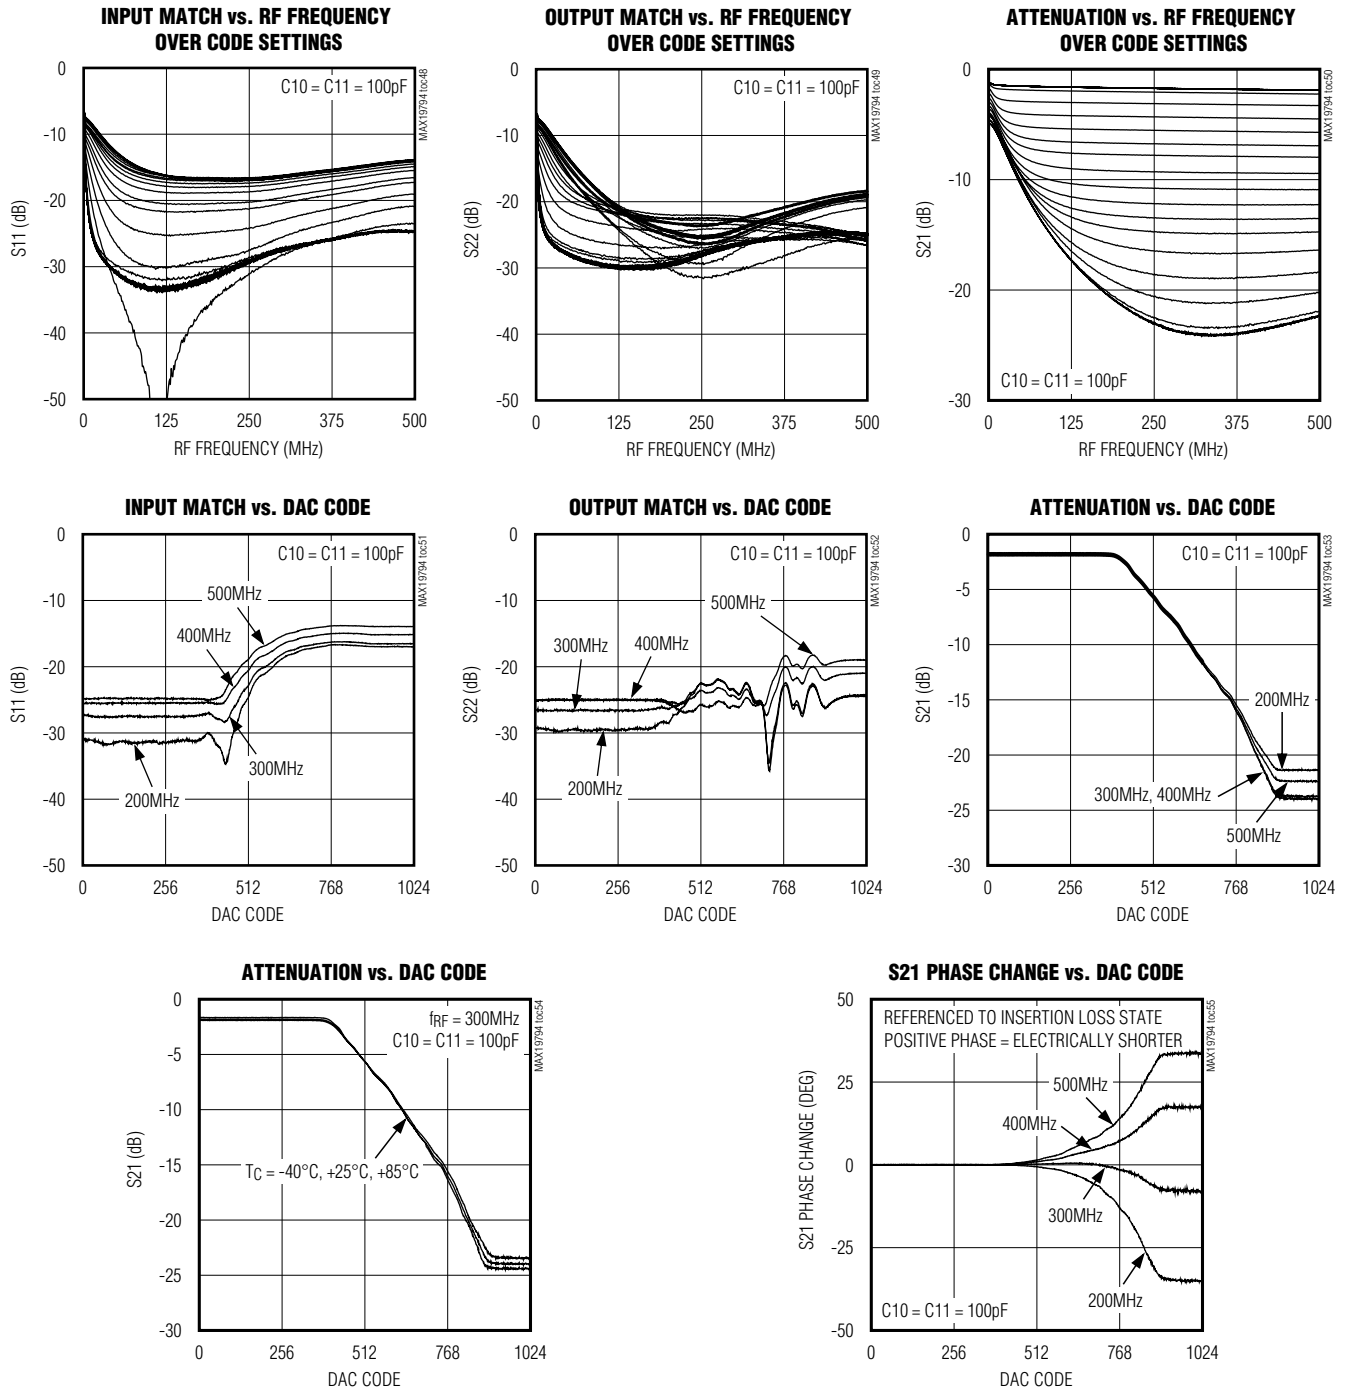 INPUT MATCH vs. RF FREQUENCY
OVER CODE SETTINGS
0
-10
-20
-30
-40
-50
S11 (dB)
C10 = C11 = 100pF
MAX19794 toc48
0
125
250
375
500
RF FREQUENCY (MHz)
OUTPUT MATCH vs. RF FREQUENCY
OVER CODE SETTINGS
0
-10
-20
-30
-40
-50
S22 (dB)
C10 = C11 = 100pF
MAX19794 toc49
0
125
250
375
500
RF FREQUENCY (MHz)
ATTENUATION vs. RF FREQUENCY
OVER CODE SETTINGS
0
-10
-20
-30
S21 (dB)
C10 = C11 = 100pF
MAX19794 toc50
0
125
250
375
500
RF FREQUENCY (MHz)
INPUT MATCH vs. DAC CODE
0
-10
-20
-30
-40
-50
S11 (dB)
C10 = C11 = 100pF
500MHz
400MHz
300MHz
200MHz
MAX19794 toc51
0
256
512
768
1024
DAC CODE
OUTPUT MATCH vs. DAC CODE
0
-10
-20
-30
-40
-50
S22 (dB)
C10 = C11 = 100pF
500MHz
300MHz
400MHz
200MHz
MAX19794 toc52
0
256
512
768
1024
DAC CODE
ATTENUATION vs. DAC CODE
0
-5
-10
-15
-20
-25
-30
S21 (dB)
C10 = C11 = 100pF
200MHz
300MHz, 400MHz
500MHz
MAX19794 toc53
0
256
512
768
1024
DAC CODE
ATTENUATION vs. DAC CODE
0
-5
-10
-15
-20
-25
-30
S21 (dB)
fRF = 300MHz
C10 = C11 = 100pF
TC = -40°C, +25°C, +85°C
MAX19794 toc54
0
256
512
768
1024
DAC CODE
S21 PHASE CHANGE vs. DAC CODE
50
25
0
-25
-50
S21 PHASE CHANGE (DEG)
REFERENCED TO INSERTION LOSS STATE
POSITIVE PHASE = ELECTRICALLY SHORTER
500MHz
400MHz
300MHz
200MHz
C10 = C11 = 100pF
MAX19794 toc55
0
256
512
768
1024
DAC CODE